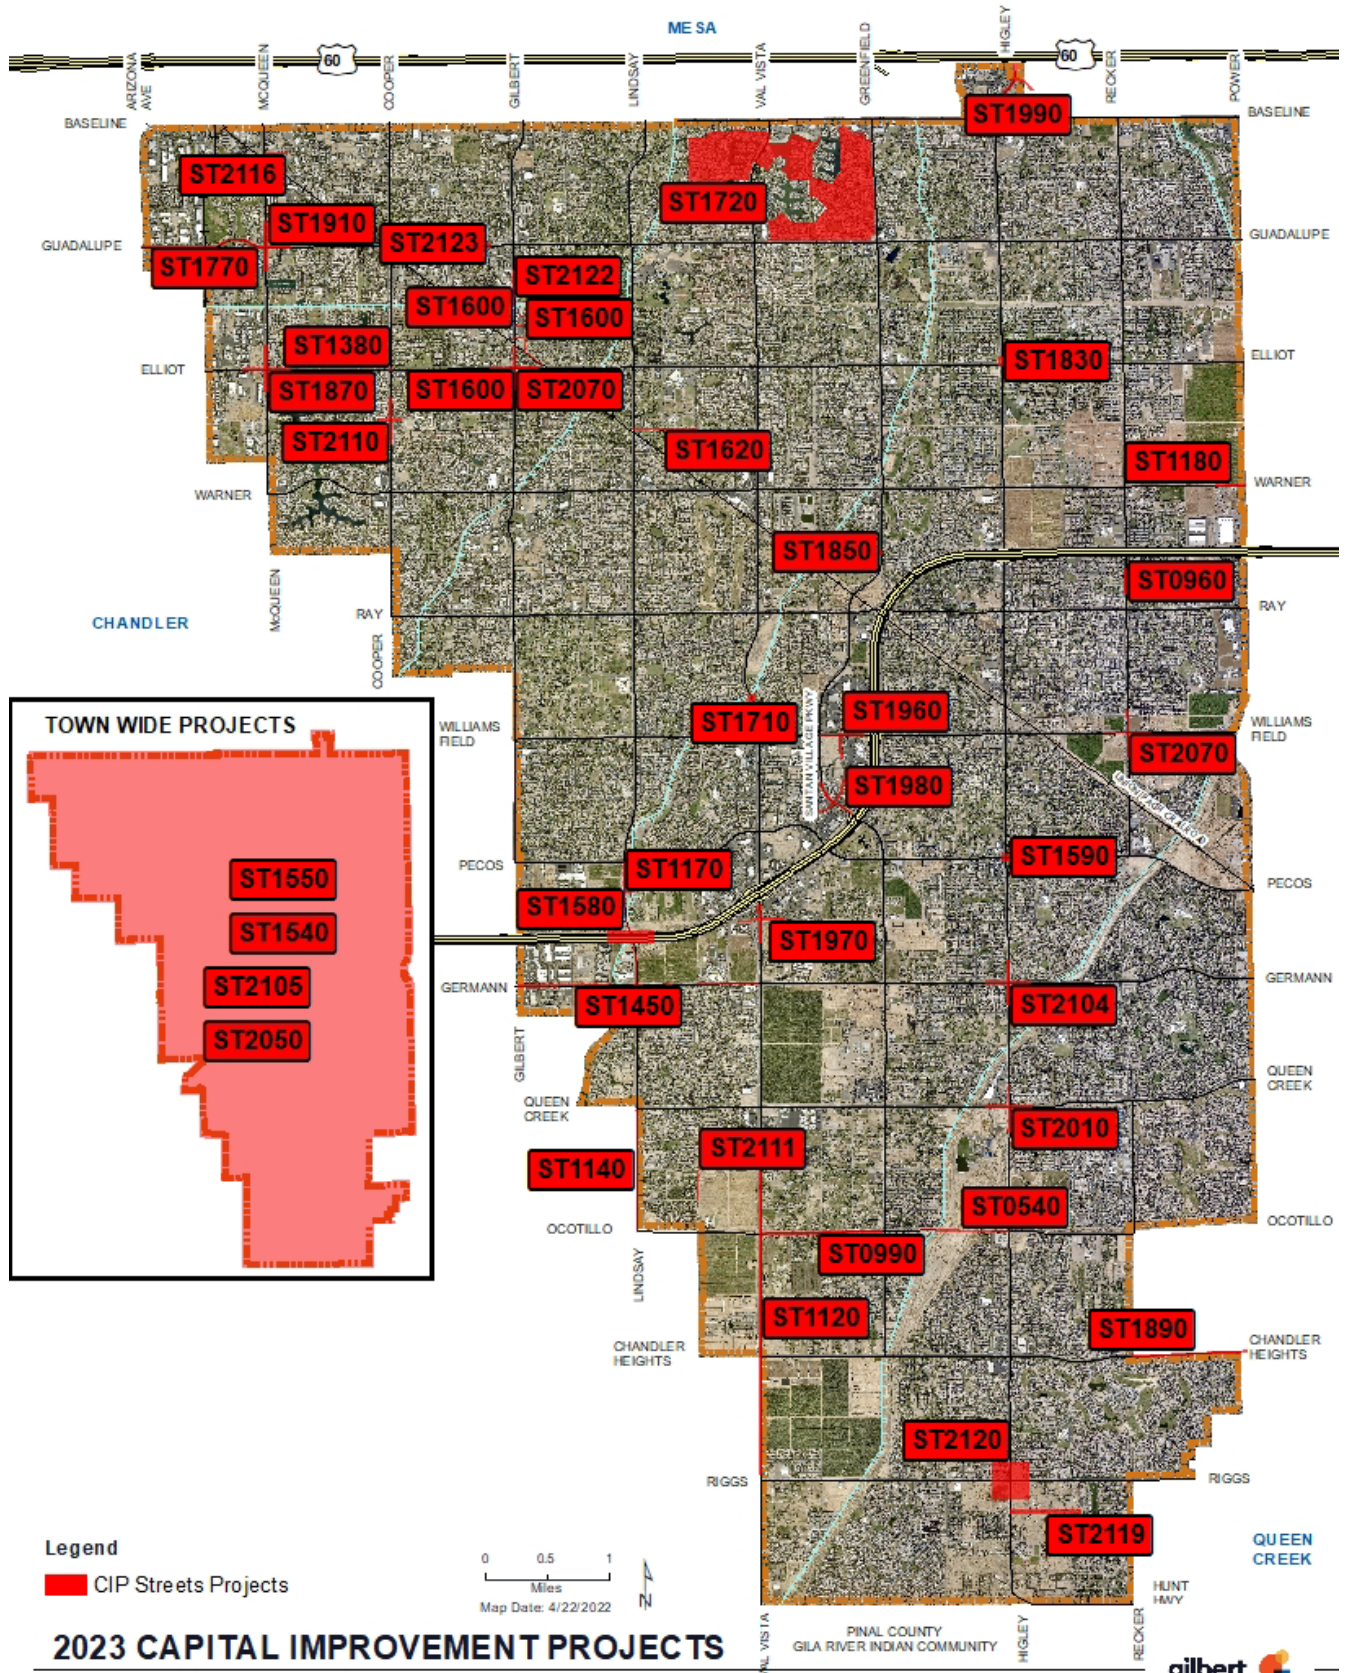 MESA
ARIZONA
AVE
MCQUEEN
60
COOPER
GILBERT
LINDSAY
VAL VISTA
GREENFIELD
HIGLEY
60
RECKER
POWER
BASELINE
BASELINE
ST1990
ST2116
ST1720
ST1910
ST2123
GUADALUPE
GUADALUPE
ST1770
ST2122
ST1600
ST1600
ST1380
ST1830
ELLIOT
ELLIOT
ST1870
ST1600
ST2070
ST2110
ST1620
ST1180
WARNER
WARNER
ST1850
ST0960
McQUEEN
RAY
RAY
CHANDLER
COOPER
TOWN WIDE PROJECTS
ST1550
ST1540
ST2105
ST2050
WILLIAMS
FIELD
ST1710
SANTAN VILLAGE PKWY
ST1960
WILLIAMS
FIELD
ST2070
ST1980
PECOS
ST1170
ST1590
PECOS
ST1580
ST1970
GERMANN
GERMANN
ST1450
ST2104
GILBERT
QUEEN
CREEK
QUEEN
CREEK
ST2111
ST2010
ST1140
ST0540
OCOTILLO
OCOTILLO
ST0990
LINDSAY
ST1120
ST1890
CHANDLER
HEIGHTS
CHANDLER
HEIGHTS
ST2120
RIGGS
RIGGS
ST2119
QUEEN
CREEK
Legend
CIP Streets Projects
0 0.5 1
Miles
Map Date: 4/22/2022
N
HUNT
HWY
VISTA
PINAL COUNTY
GILA RIVER INDIAN COMMUNITY
HIGLEY
RECKER
2023 CAPITAL IMPROVEMENT PROJECTS
gilbert